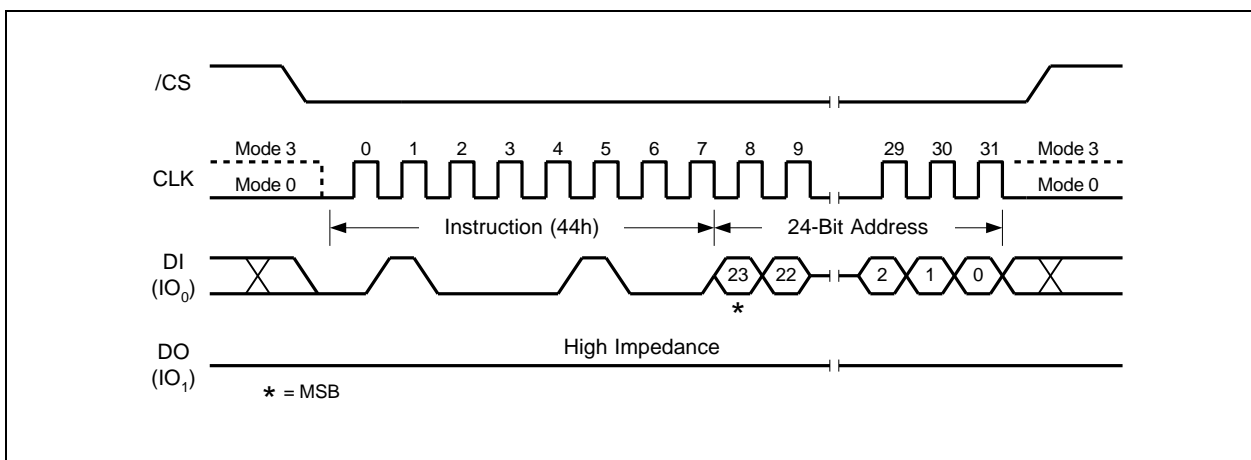 /CS
Mode 3
0 1 2 3 4 5 6 7 8 9 29 30 31
Mode 3
CLK
Mode 0
Mode 0
Instruction (44h)
24-Bit Address
DI
(IO0)
23 22 2 1 0
*
DO
(IO1)
High Impedance
* = MSB